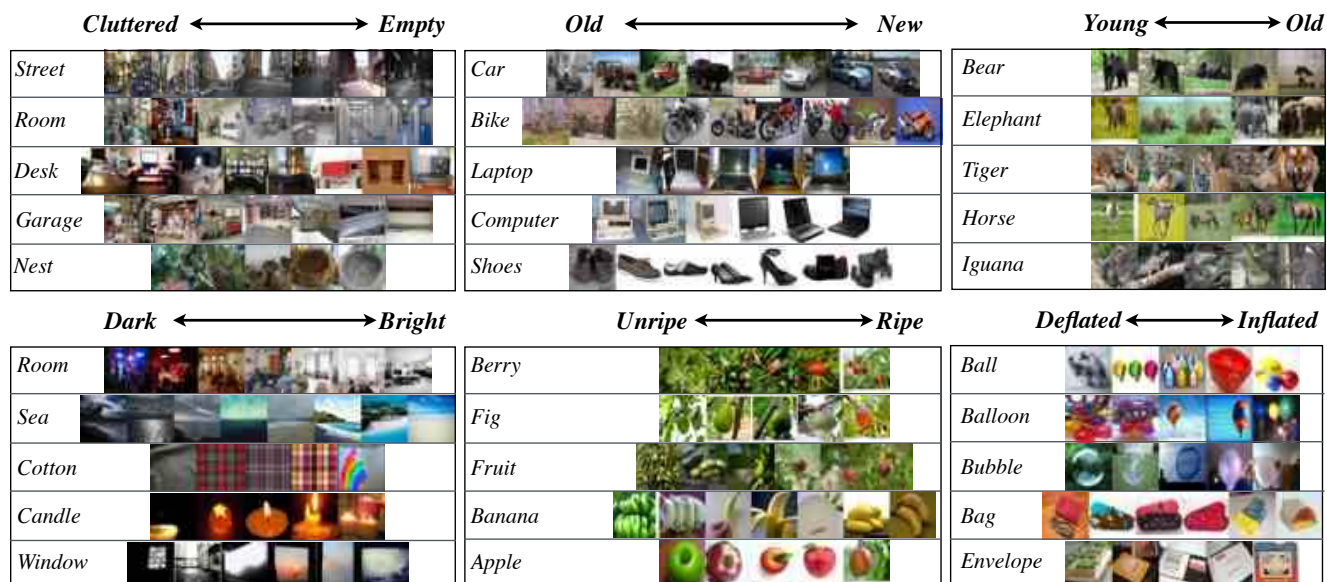 Cluttered Empty
Street
Room
Desk
Garage
Nest
Old New
Car
Bike
Laptop
Computer
Shoes
Young Old
Bear
Elephant
Tiger
Horse
Iguana
Dark Bright
Room
Sea
Cotton
Candle
Window
Unripe Ripe
Berry
Fig
Fruit
Banana
Apple
Deflated Inflated
Ball
Balloon
Bubble
Bag
Envelope